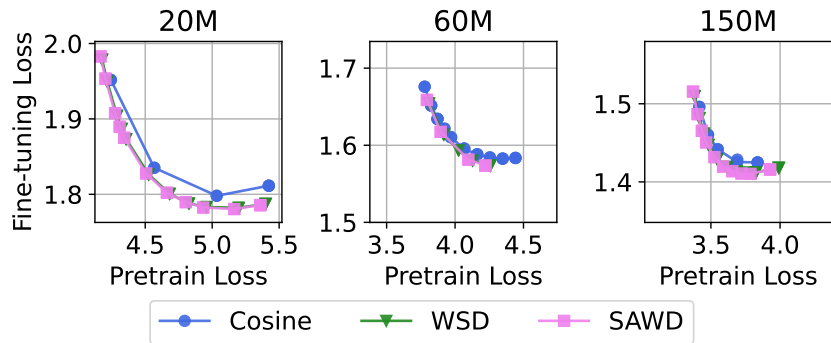 20M
60M
150M
Fine-tuning Loss
2.0
1.9
1.8
4.5
5.0
5.5
Pretrain Loss
1.7
1.6
1.5
3.5
4.0
4.5
Pretrain Loss
1.5
1.4
3.5
4.0
Pretrain Loss
Cosine
WSD
SAWD